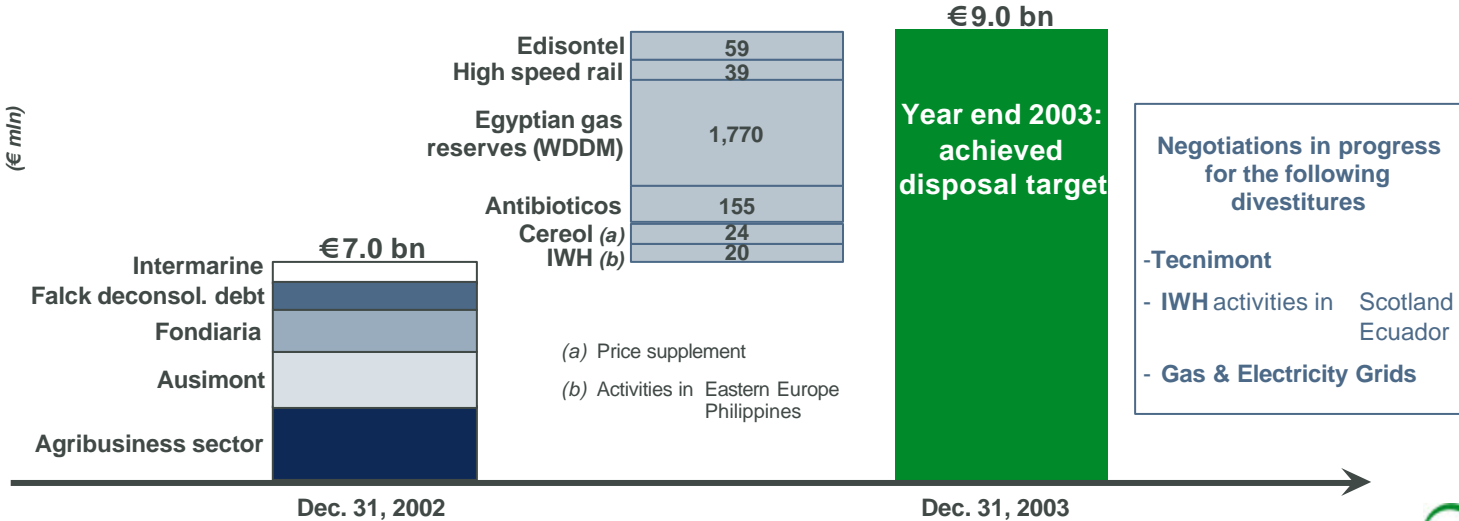 (€ mln)
€9.0 bn
Edisontel 59
High speed rail 39
Egyptian gas
reserves (WDDM) 1,770
Antibioticos 155
Cereol (a) 24
IWH (b) 20
€7.0 bn
Intermarine
Falck deconsol. debt
Fondiaria
Ausimont
Agribusiness sector
(a) Price supplement
(b) Activities in Eastern Europe
Philippines
Year end 2003:
achieved
disposal target
Negotiations in progress
for the following
divestitures
-Tecnimont
- IWH activities in Scotland
Ecuador
- Gas & Electricity Grids
Dec. 31, 2002
Dec. 31, 2003